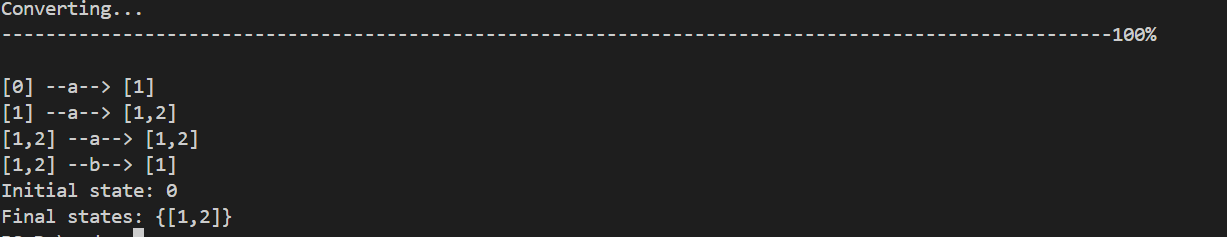 Converting...
-----------------------------------------------------------------------------------------------------100%
[0] --a--> [1]
[1] --a--> [1,2]
[1,2] --a--> [1,2]
[1,2] --b--> [1]
Initial state: 0
Final states: {[1,2]}